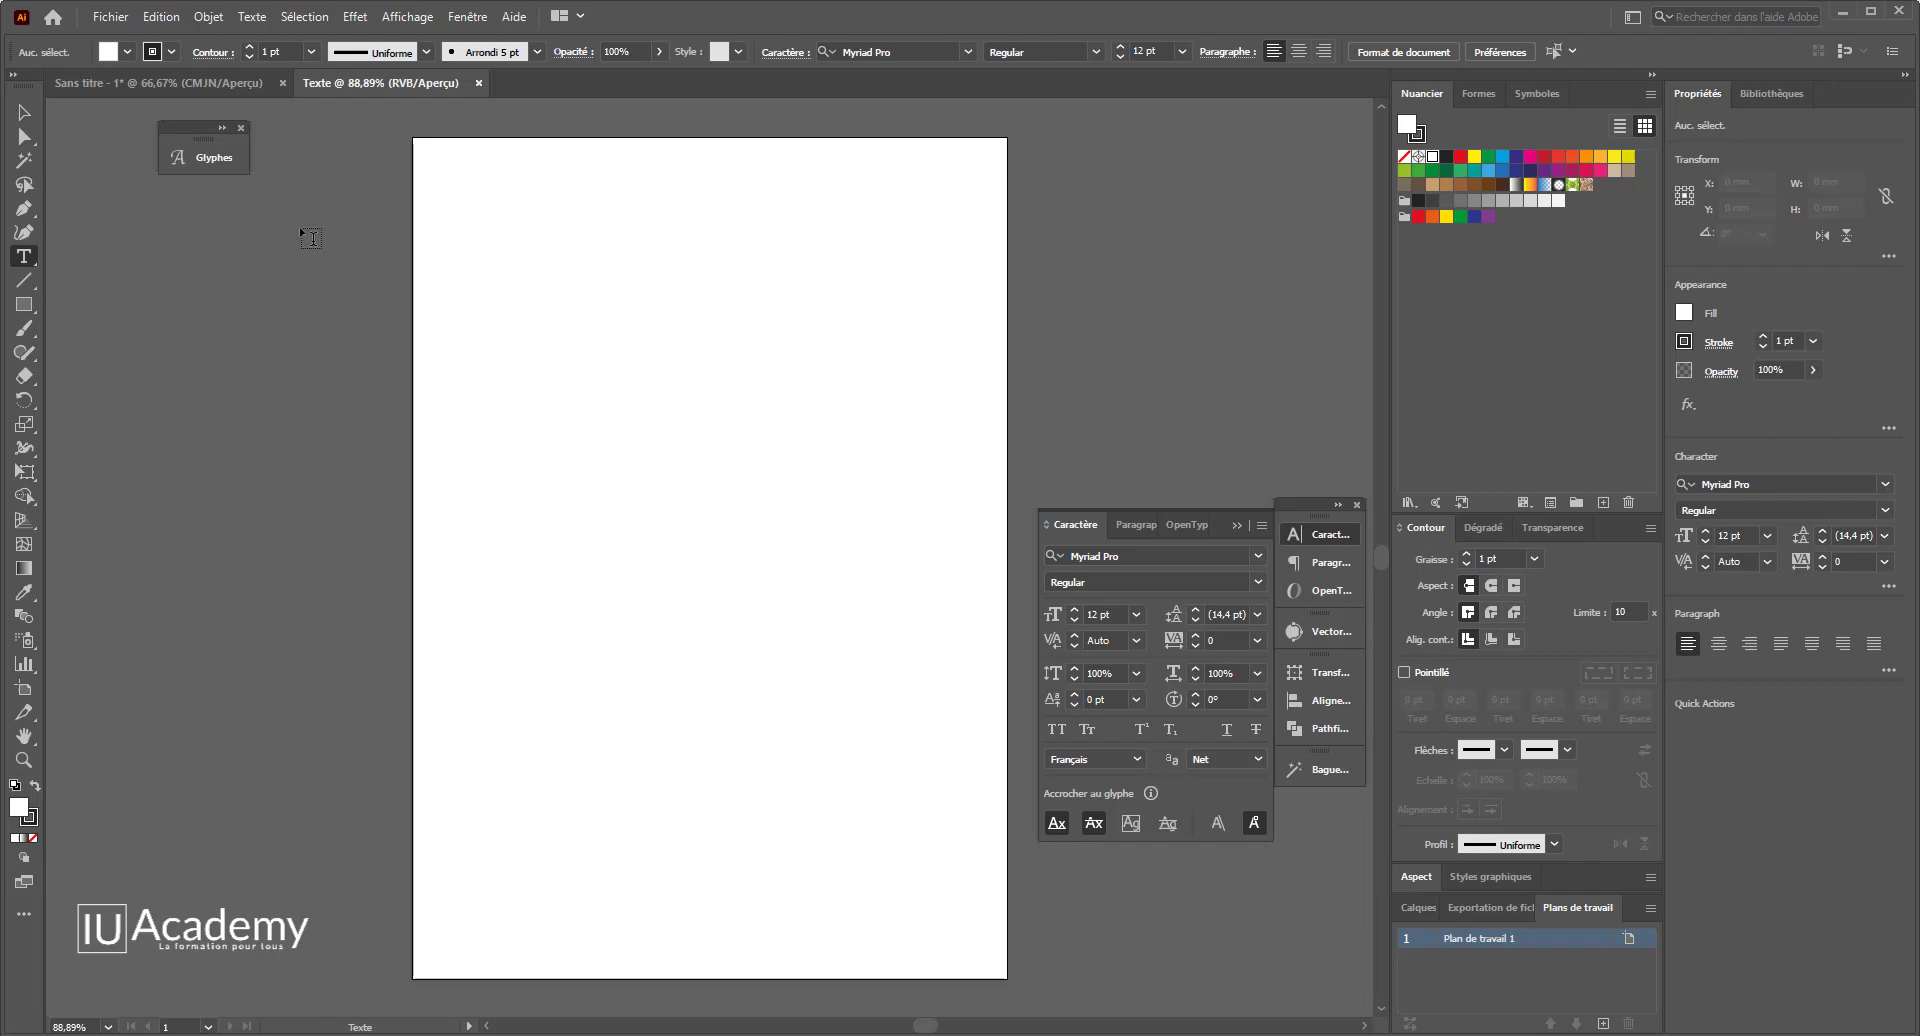 Ai Fichier Edition Objet Texte Sélection Effet Affichage Fenêtre Aide Rechercher dans l'aide Adobe
Auc. sélect. Contour : 1 pt Uniforme Arrondi 5 pt Opacité : 100% Style : Caractère : Myriad Pro Regular 12 pt Paragraphe : Format de document Préférences
Sans titre - 1* @ 66,67% (CMJN/Aperçu) Texte @ 88,89% (RVB/Aperçu)
Glyphes
Nuancier Formes Symboles
Contour Dégradé Transparence
Graisse : 1 pt
Aspect :
Angle : Limite : 10 x
Alig. cont.:
Pointillé
0 pt 0 pt 0 pt 0 pt 0 pt 0 pt
Tiret Espace Tiret Espace Tiret Espace
Flèches :
Echelle : 100% 100%
Alignement :
Profil : Uniforme
Aspect Styles graphiques
Calques Exportation de fich Plans de travail
1 Plan de travail 1
Propriétés Bibliothèques
Auc. sélect.
Transform
X: 0 mm W: 0 mm
Y: 0 mm H: 0 mm
0°
Appearance
Fill
Stroke 1 pt
Opacity 100%
fx.
Character
Myriad Pro
Regular
12 pt (14,4 pt)
Auto 0
Paragraph
Quick Actions
Caractère Paragrap OpenTyp
Myriad Pro
Regular
12 pt (14,4 pt)
Auto 0
100% 100%
0 pt 0°
Français Net
Accrocher au glyphe
Caract...
Paragr...
OpenT...
Vector...
Transf...
Aligne...
Pathfi...
Bague...
IU Academy
La formation pour tous
88,89% 1 Texte